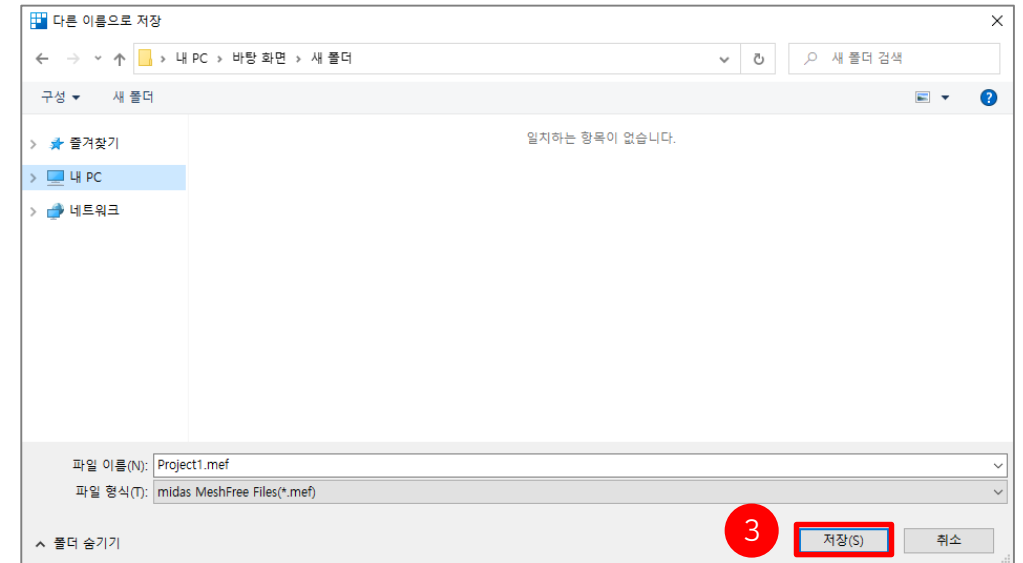 다른 이름으로 저장
내 PC > 바탕 화면 > 새 폴더
새 폴더 검색
구성 새 폴더
즐겨찾기
일치하는 항목이 없습니다.
내 PC
네트워크
파일 이름(N): Project1.mef
파일 형식(T): midas MeshFree Files(*.mef)
폴더 숨기기
3
저장(S)
취소